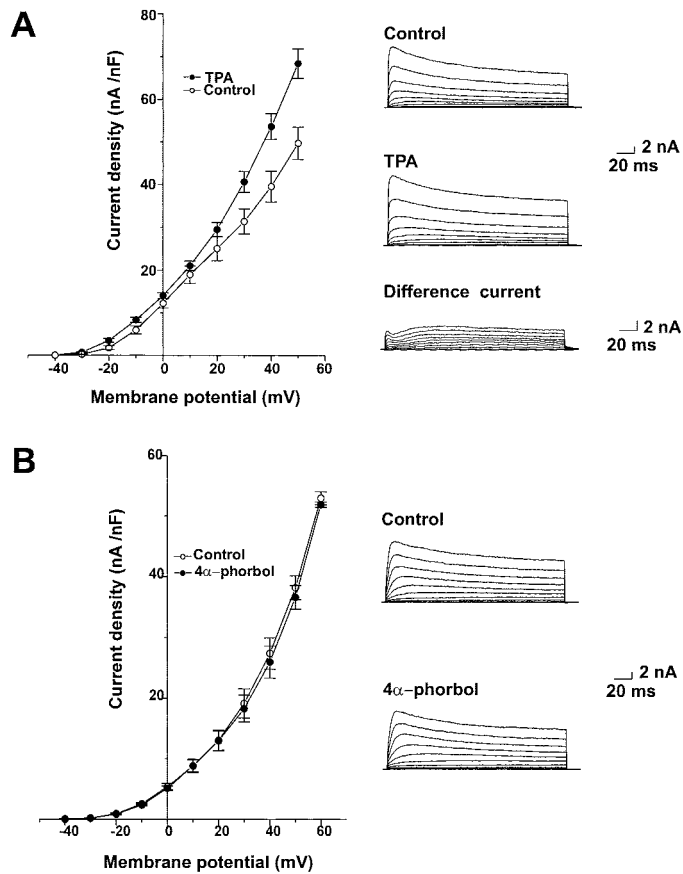 A
Current density (nA /nF)
80
60
40
20
TPA
Control
-40
-20
0
20
40
60
Membrane potential (mV)
Control
2 nA
20 ms
TPA
Difference current
2 nA
20 ms
B
Current density (nA /nF)
60
40
20
Control
4α-phorbol
-40
-20
0
20
40
60
Membrane potential (mV)
Control
2 nA
20 ms
4α-phorbol